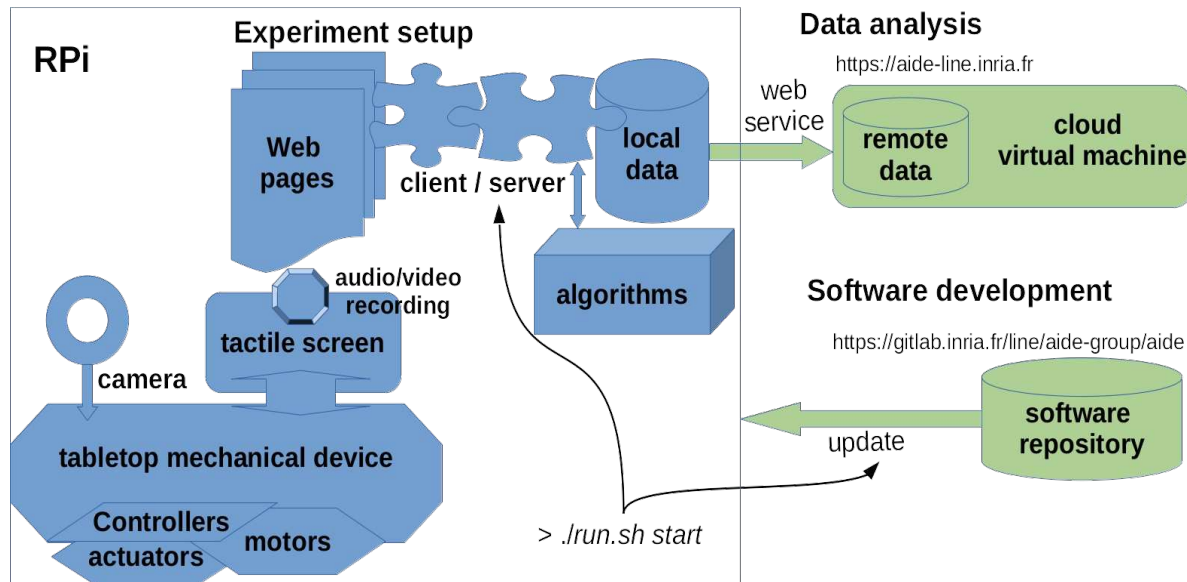 RPi
Experiment setup
Web
pages
client / server
local
data
algorithms
audio/video
recording
tactile screen
camera
tabletop mechanical device
Controllers
actuators
motors
> ./run.sh start
Data analysis
https://aide-line.inria.fr
web
service
remote
data
cloud
virtual machine
Software development
https://gitlab.inria.fr/line/aide-group/aide
update
software
repository